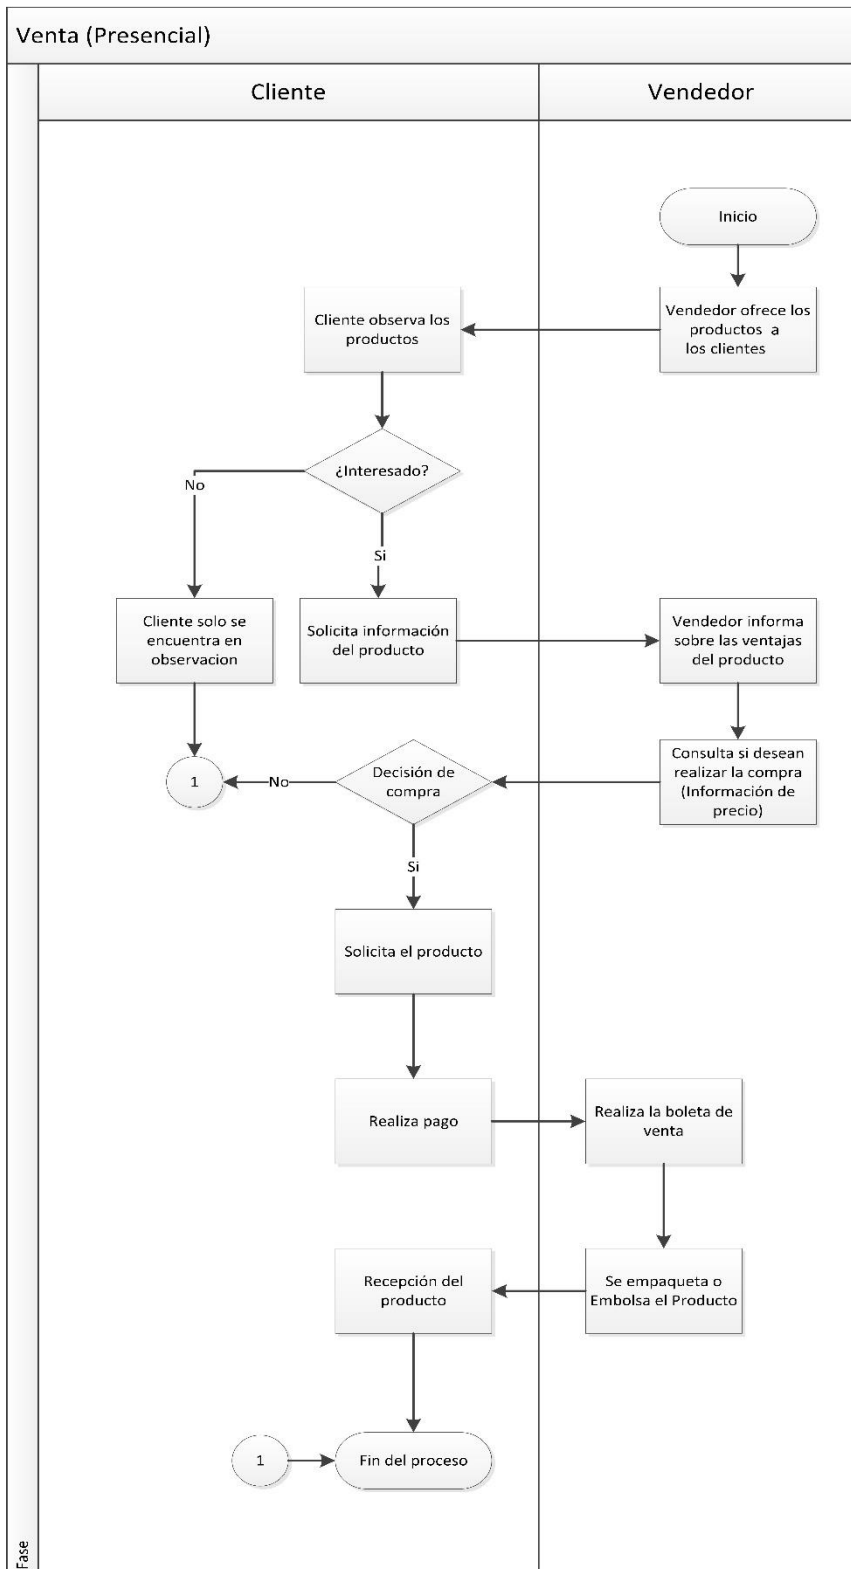 Venta (Presencial)
Cliente
Vendedor
Inicio
Cliente observa los
productos
Vendedor ofrece los
productos a
los clientes
¿Interesado?
No
Si
Cliente solo se
encuentra en
observacion
Solicita información
del producto
Vendedor informa
sobre las ventajas
del producto
1
No
Decisión de
compra
Consulta si desean
realizar la compra
(Información de
precio)
Si
Solicita el producto
Realiza pago
Realiza la boleta de
venta
Recepción del
producto
Se empaqueta o
Embolsa el Producto
1
Fin del proceso
Fase